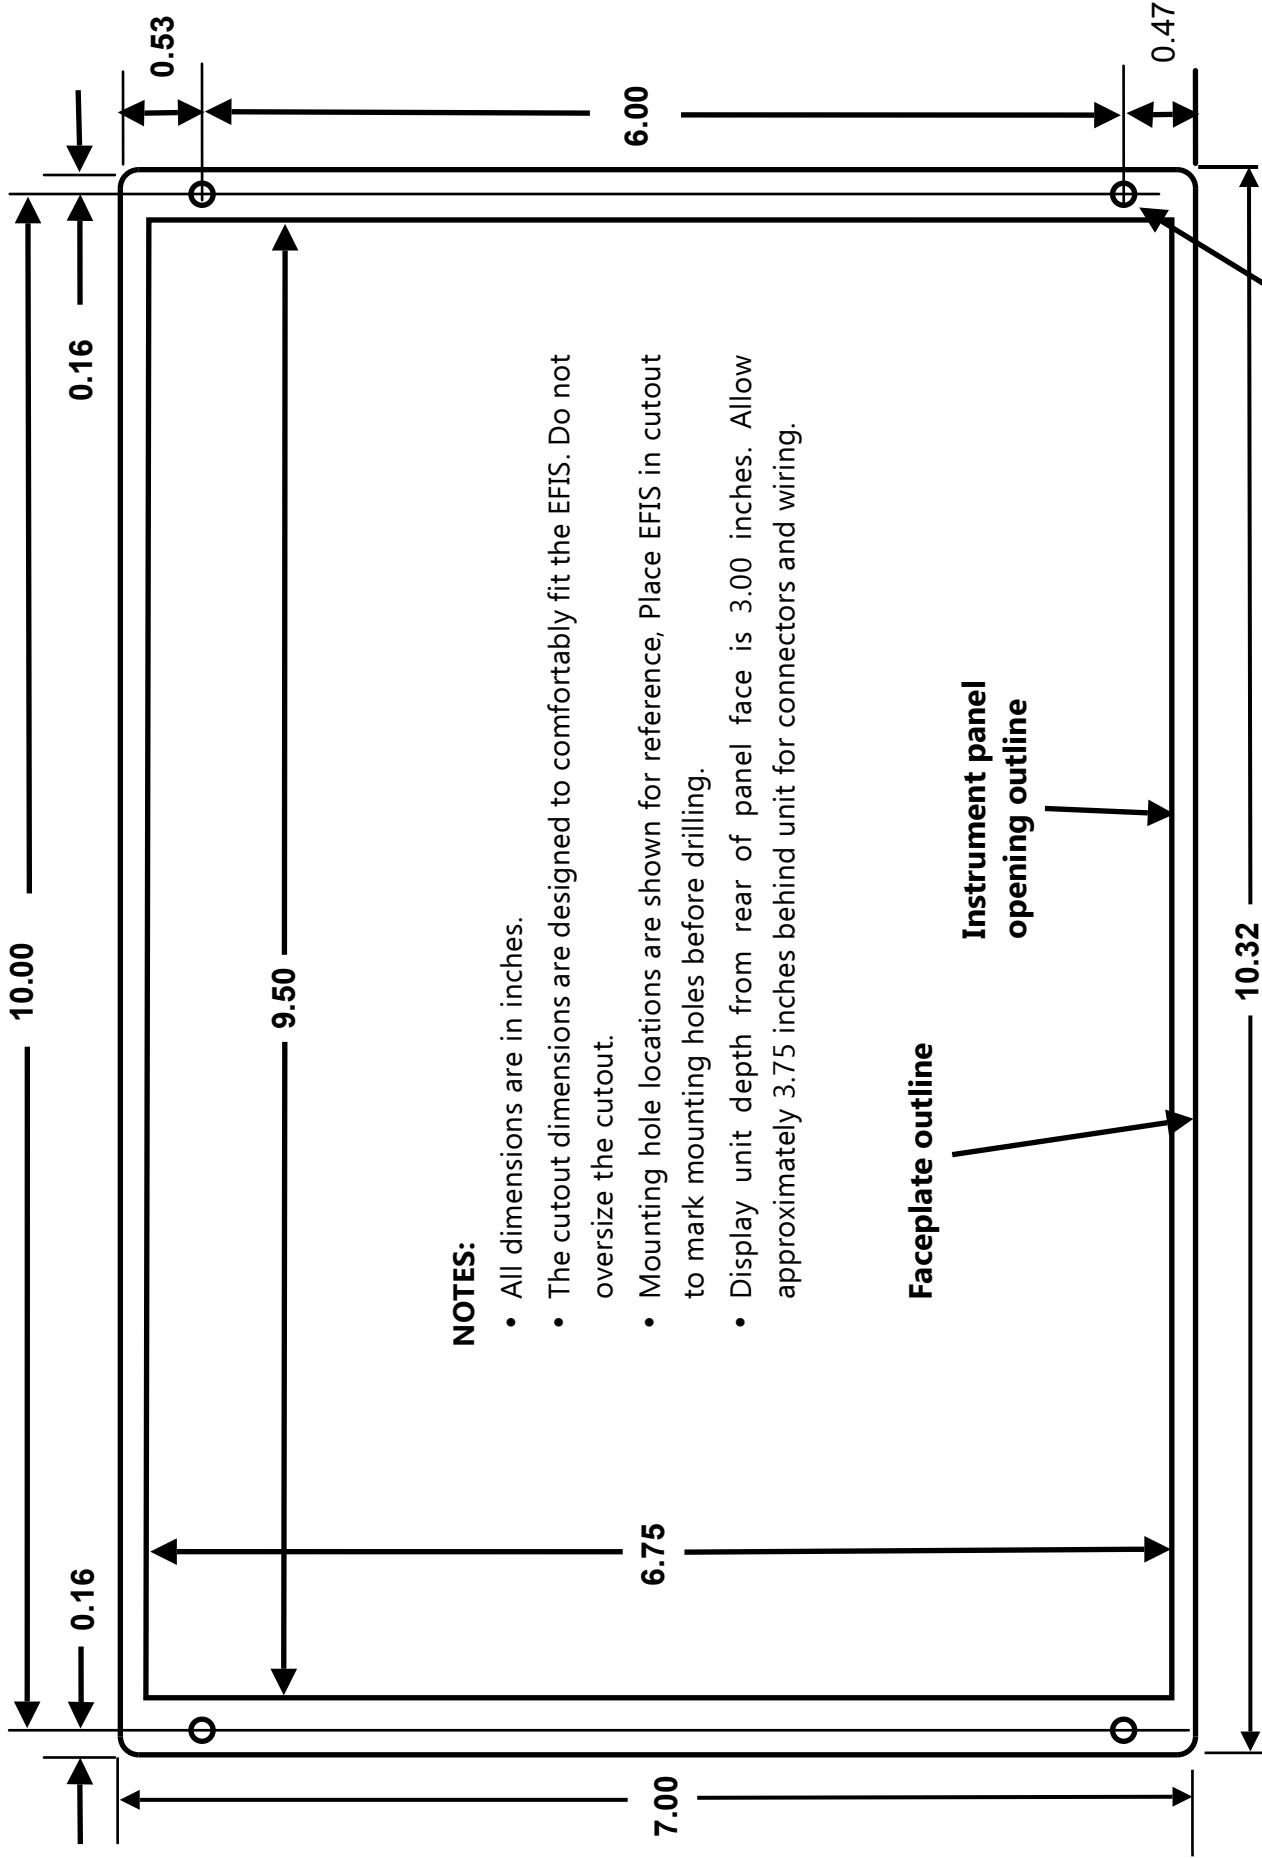 10.00
0.16
0.16
0.53
9.50
6.00
NOTES:
• All dimensions are in inches.
• The cutout dimensions are designed to comfortably fit the EFIS. Do not
oversize the cutout.
• Mounting hole locations are shown for reference, Place EFIS in cutout
to mark mounting holes before drilling.
• Display unit depth from rear of panel face is 3.00 inches. Allow
approximately 3.75 inches behind unit for connectors and wiring.
7.00
6.75
Faceplate outline
Instrument panel
opening outline
0.47
10.32